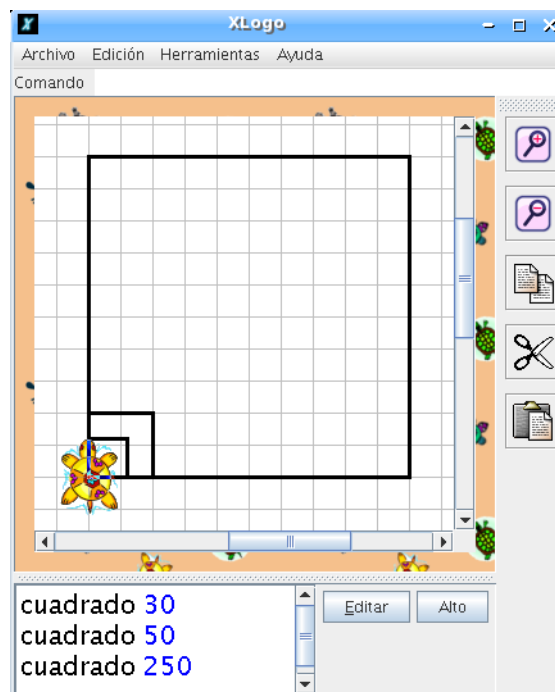 XLogo
Archivo Edición Herramientas Ayuda
Comando
cuadrado 30
cuadrado 50
cuadrado 250
Editar Alto